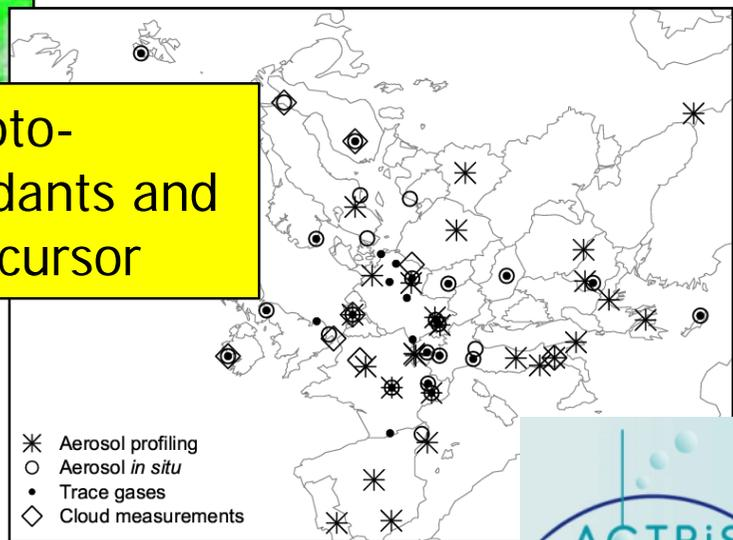 oto-
dants and
cursor
Aerosol profiling
Aerosol in situ
Trace gases
Cloud measurements
ACTRiS